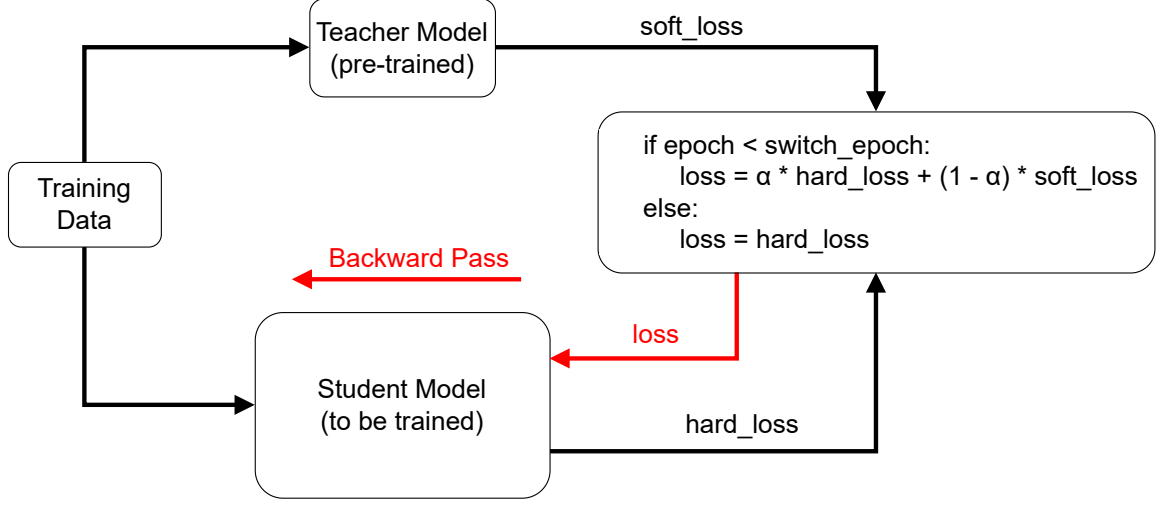 Teacher Model
(pre-trained)
soft_loss
Training
Data
if epoch < switch_epoch:
loss = α * hard_loss + (1 - α) * soft_loss
else:
loss = hard_loss
Backward Pass
loss
Student Model
(to be trained)
hard_loss